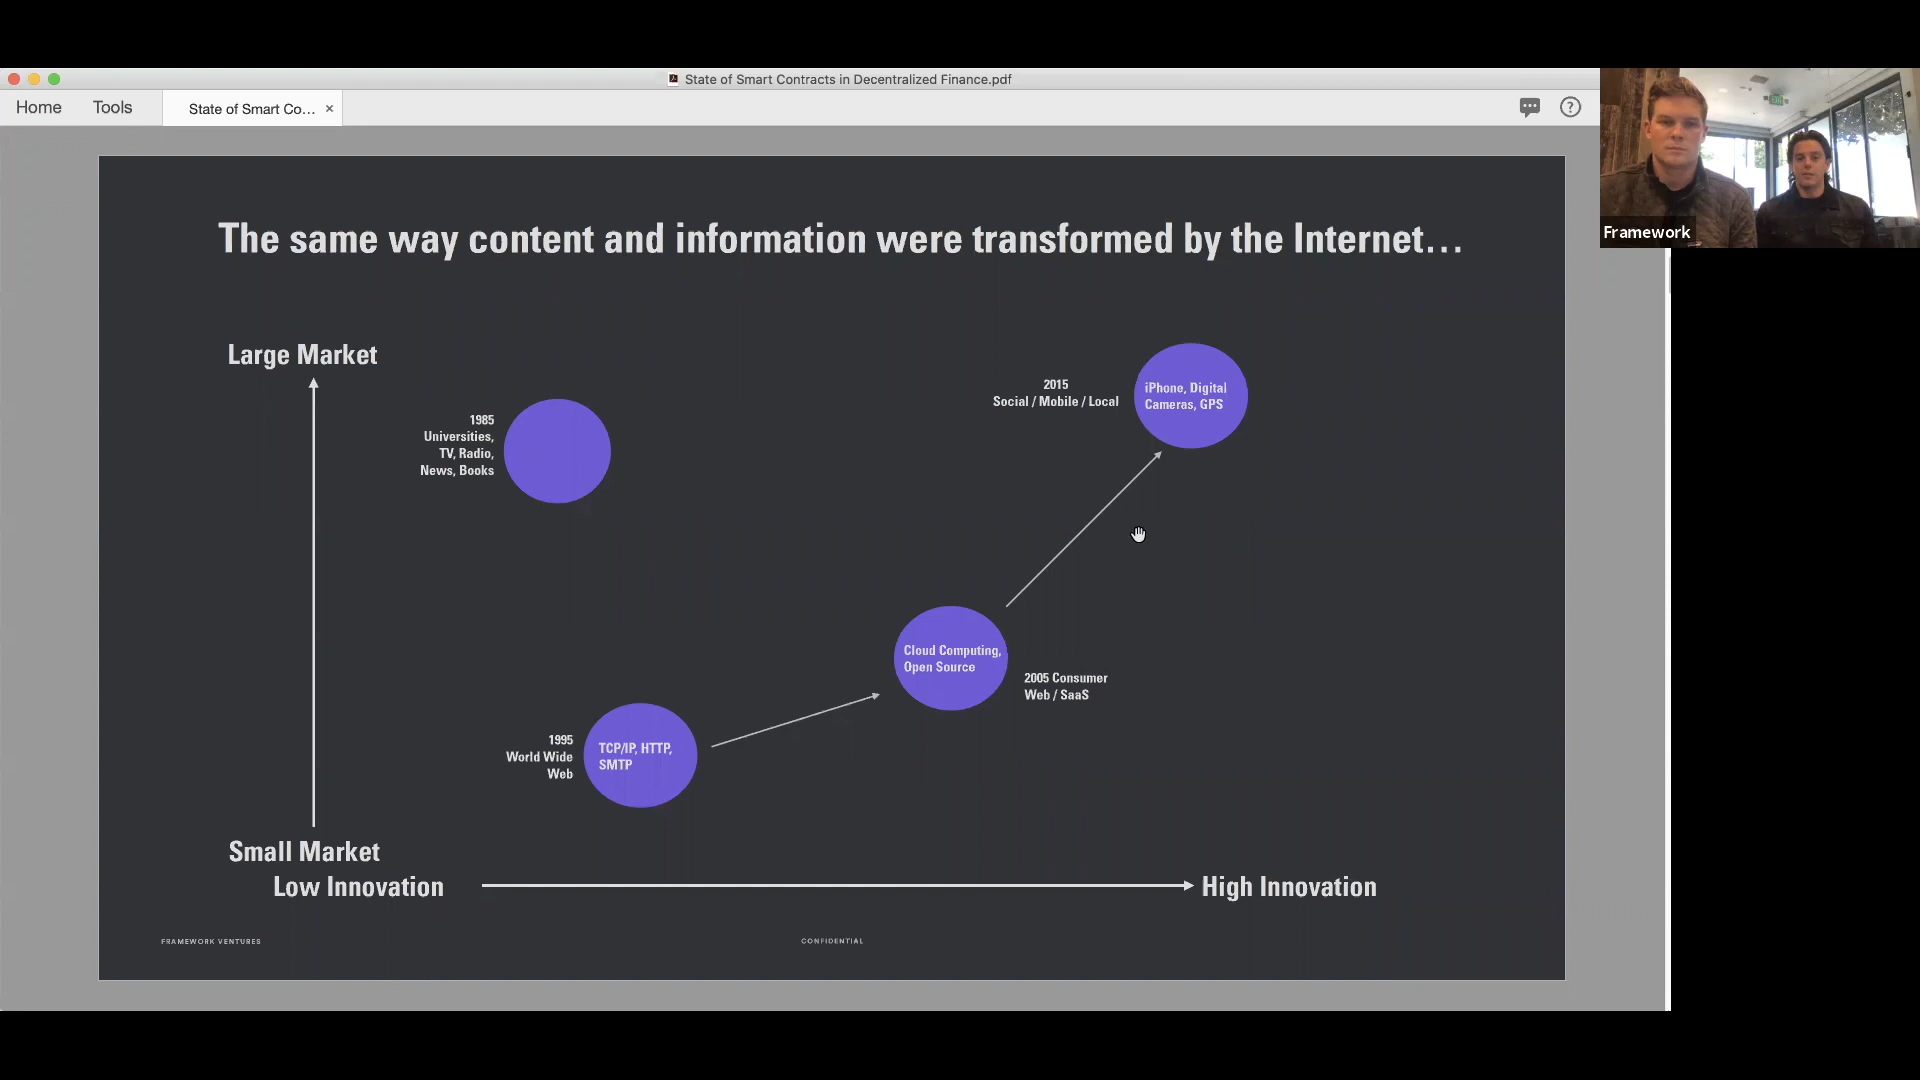 State of Smart Contracts in Decentralized Finance.pdf
Home
Tools
State of Smart Co...
Framework
The same way content and information were transformed by the Internet...
Large Market
1985
Universities,
TV, Radio,
News, Books
2015
Social / Mobile / Local
iPhone, Digital
Cameras, GPS
Cloud Computing,
Open Source
2005 Consumer
Web / SaaS
1995
World Wide
Web
TCP/IP, HTTP,
SMTP
Small Market
Low Innovation
High Innovation
FRAMEWORK VENTURES
CONFIDENTIAL